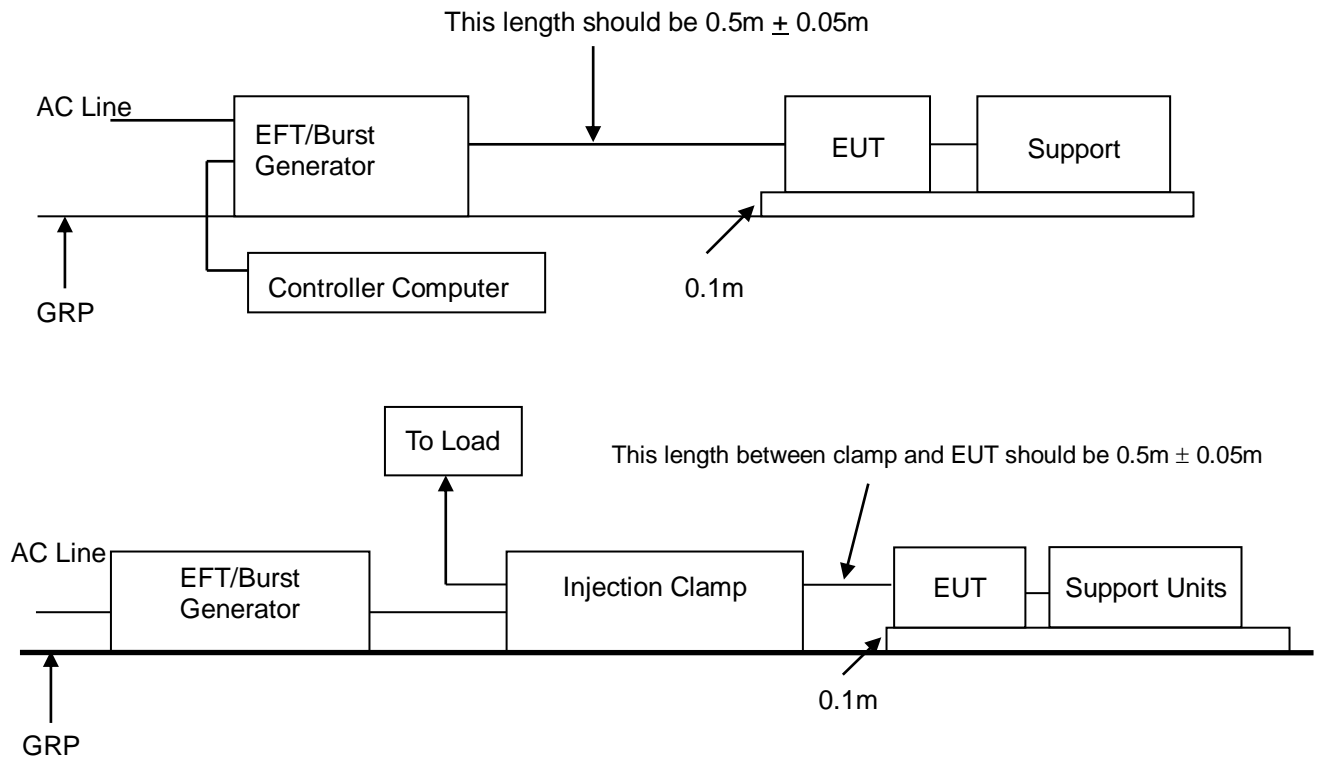 This length should be 0.5m ± 0.05m
AC Line
EFT/Burst
Generator
EUT
Support
Controller Computer
0.1m
GRP
To Load
This length between clamp and EUT should be 0.5m ± 0.05m
AC Line
EFT/Burst
Generator
Injection Clamp
EUT
Support Units
0.1m
GRP